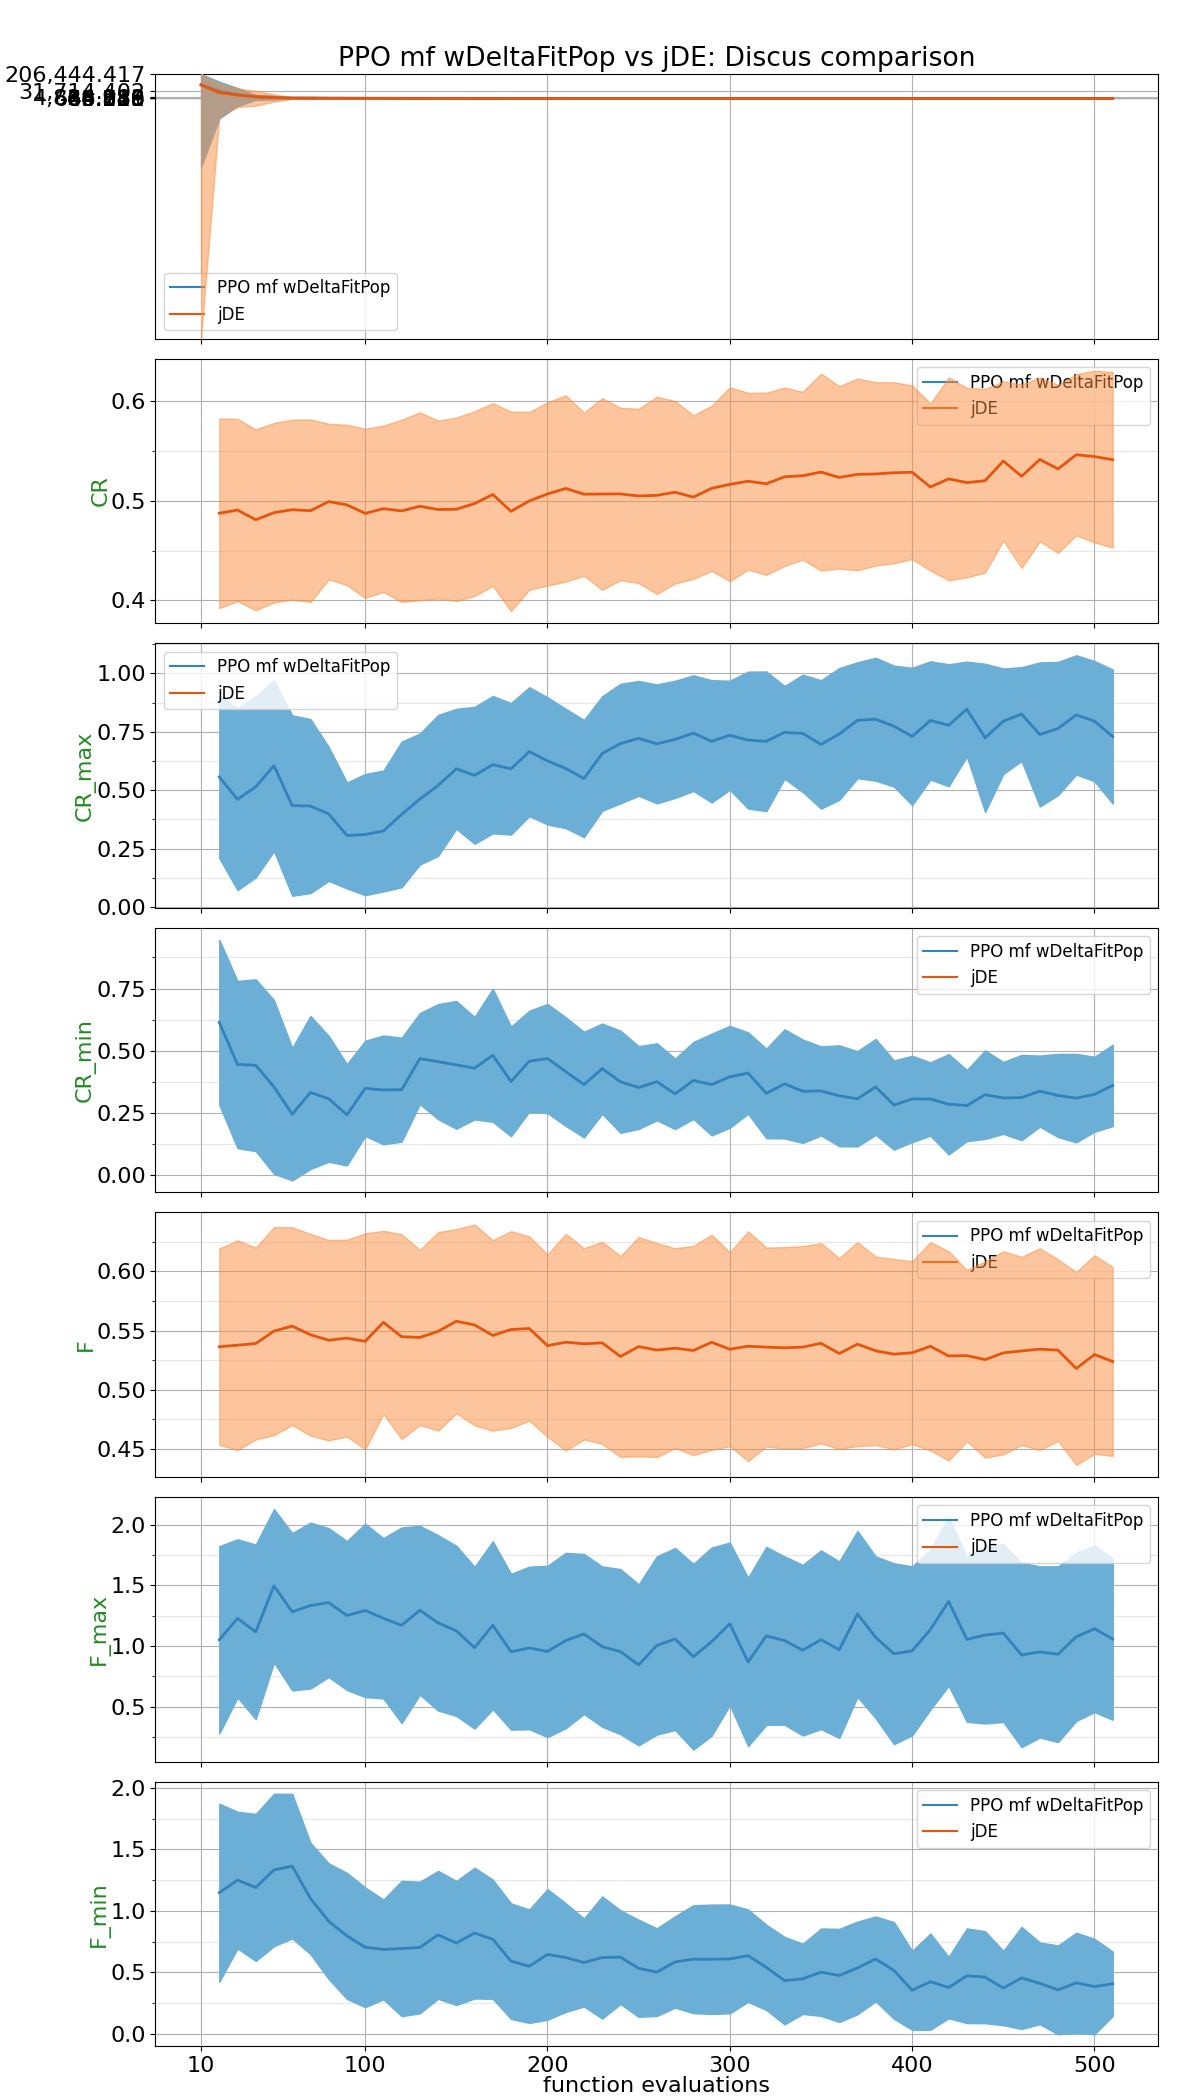 PPO mf wDeltaFitPop vs jDE: Discus comparison
206,444.417
PPO mf wDeltaFitPop
jDE
PPO mf wDeltaFitPop
jDE
0.6
0.5
0.4
CR
PPO mf wDeltaFitPop
jDE
1.00
0.75
0.50
0.25
0.00
CR_max
PPO mf wDeltaFitPop
jDE
0.75
0.50
0.25
0.00
CR_min
PPO mf wDeltaFitPop
jDE
0.60
0.55
0.50
0.45
F
PPO mf wDeltaFitPop
jDE
2.0
1.5
1.0
0.5
F_max
PPO mf wDeltaFitPop
jDE
2.0
1.5
1.0
0.5
0.0
F_min
10 100 200 300 400 500
function evaluations